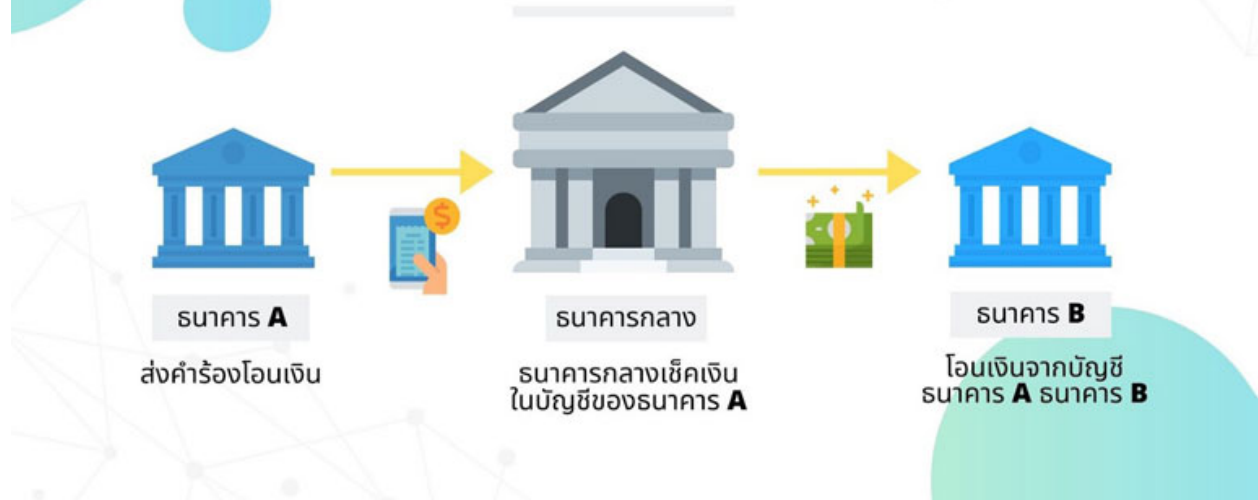 ธนาคาร A
ส่งคำร้องโอนเงิน
ธนาคารกลาง
ธนาคารกลางเช็คเงิน
ในบัญชีของธนาคาร A
ธนาคาร B
โอนเงินจากบัญชี
ธนาคาร A ธนาคาร B